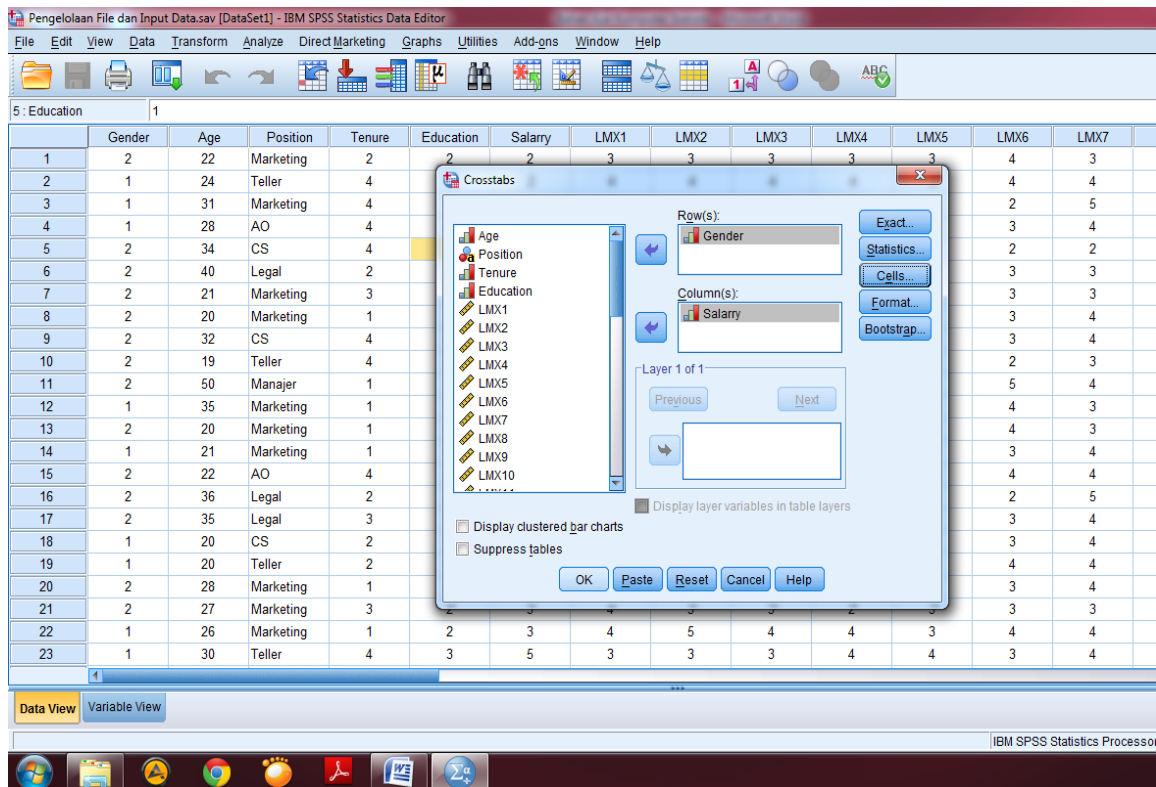 Pengelolaan File dan Input Data.sav [DataSet1] - IBM SPSS Statistics Data Editor
File Edit View Data Transform Analyze Direct Marketing Graphs Utilities Add-ons Window Help
5 : Education 1
Gender Age Position Tenure Education Salarry LMX1 LMX2 LMX3 LMX4 LMX5 LMX6 LMX7
1 2 22 Marketing 2 2 2 3 3 3 3 3 4 3
2 1 24 Teller 4 4 4
3 1 31 Marketing 4 2 5
4 1 28 AO 4 3 4
5 2 34 CS 4 2 2
6 2 40 Legal 2 3 3
7 2 21 Marketing 3 3 3
8 2 20 Marketing 1 3 4
9 2 32 CS 4 3 4
10 2 19 Teller 4 2 3
11 2 50 Manajer 1 5 4
12 1 35 Marketing 1 4 3
13 2 20 Marketing 1 4 3
14 1 21 Marketing 1 3 4
15 2 22 AO 4 4 4
16 2 36 Legal 2 2 5
17 2 35 Legal 3 3 4
18 1 20 CS 2 3 4
19 1 20 Teller 2 4 4
20 2 28 Marketing 1 3 4
21 2 27 Marketing 3 3 3
22 1 26 Marketing 1 2 3 4 5 4 4 3 4 4
23 1 30 Teller 4 3 5 3 3 3 4 4 3 4
Crosstabs
Age
Position
Tenure
Education
LMX1
LMX2
LMX3
LMX4
LMX5
LMX6
LMX7
LMX8
LMX9
LMX10
Row(s):
Gender
Column(s):
Salarry
Layer 1 of 1
Previous Next
Display layer variables in table layers
Exact...
Statistics...
Cells...
Format...
Bootstrap...
Display clustered bar charts
Suppress tables
OK Paste Reset Cancel Help
Data View Variable View
IBM SPSS Statistics Processor